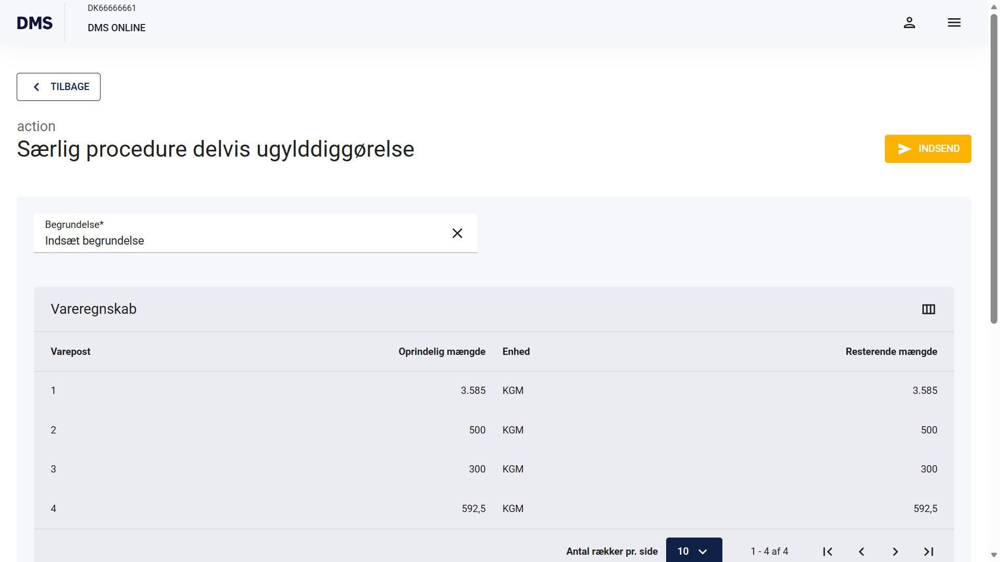 DMS
DK66666661
DMS ONLINE
TILBAGE
action
Særlig procedure delvis ugylddiggørelse
INDSEND
Begrundelse*
Indsæt begrundelse
Vareregnskab
Varepost Oprindelig mængde Enhed Resterende mængde
1 3.585 KGM 3.585
2 500 KGM 500
3 300 KGM 300
4 592,5 KGM 592,5
Antal rækker pr. side 10 1 - 4 af 4